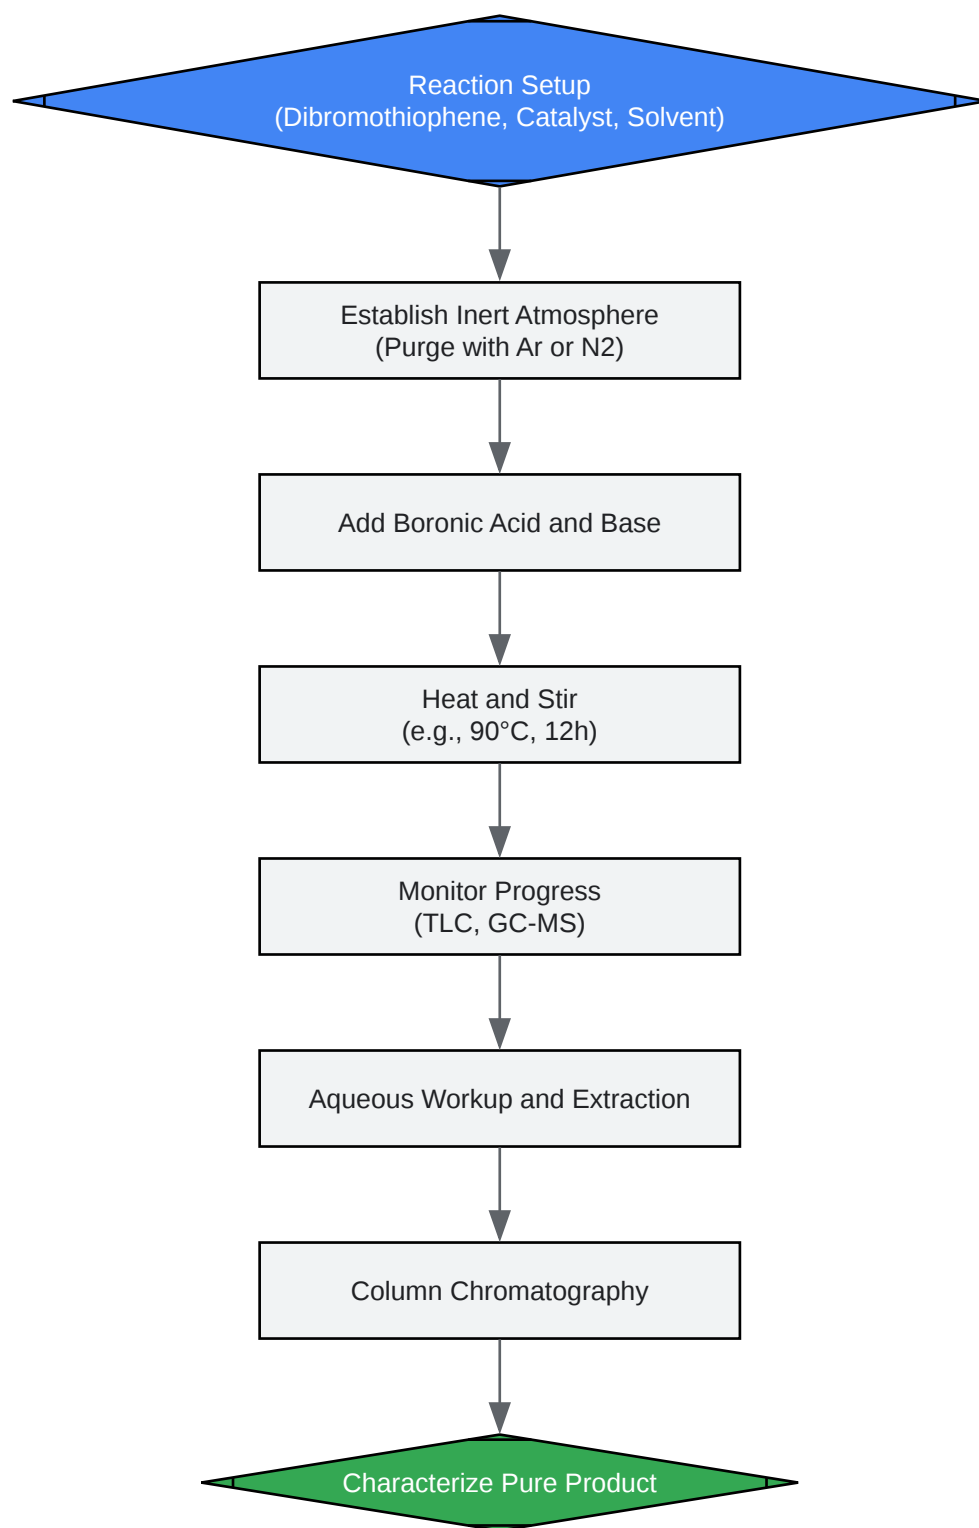 Reaction Setup
(Dibromothiophene, Catalyst, Solvent)
Establish Inert Atmosphere
(Purge with Ar or N2)
Add Boronic Acid and Base
Heat and Stir
(e.g., 90°C, 12h)
Monitor Progress
(TLC, GC-MS)
Aqueous Workup and Extraction
Column Chromatography
Characterize Pure Product